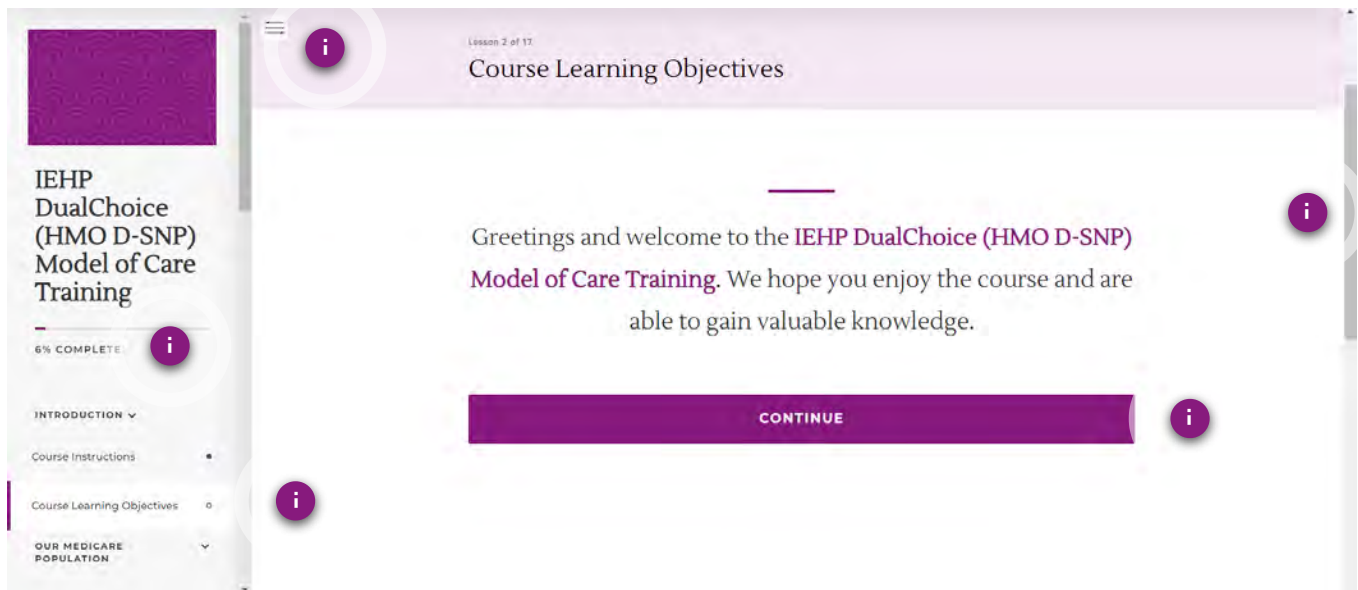 IEHP
DualChoice
(HMO D-SNP)
Model of Care
Training
6% COMPLETE
i
INTRODUCTION
Course Instructions
Course Learning Objectives
i
OUR MEDICARE
POPULATION
i
Lesson 2 of 17
Course Learning Objectives
Greetings and welcome to the IEHP DualChoice (HMO D-SNP)
Model of Care Training. We hope you enjoy the course and are
able to gain valuable knowledge.
i
CONTINUE
i